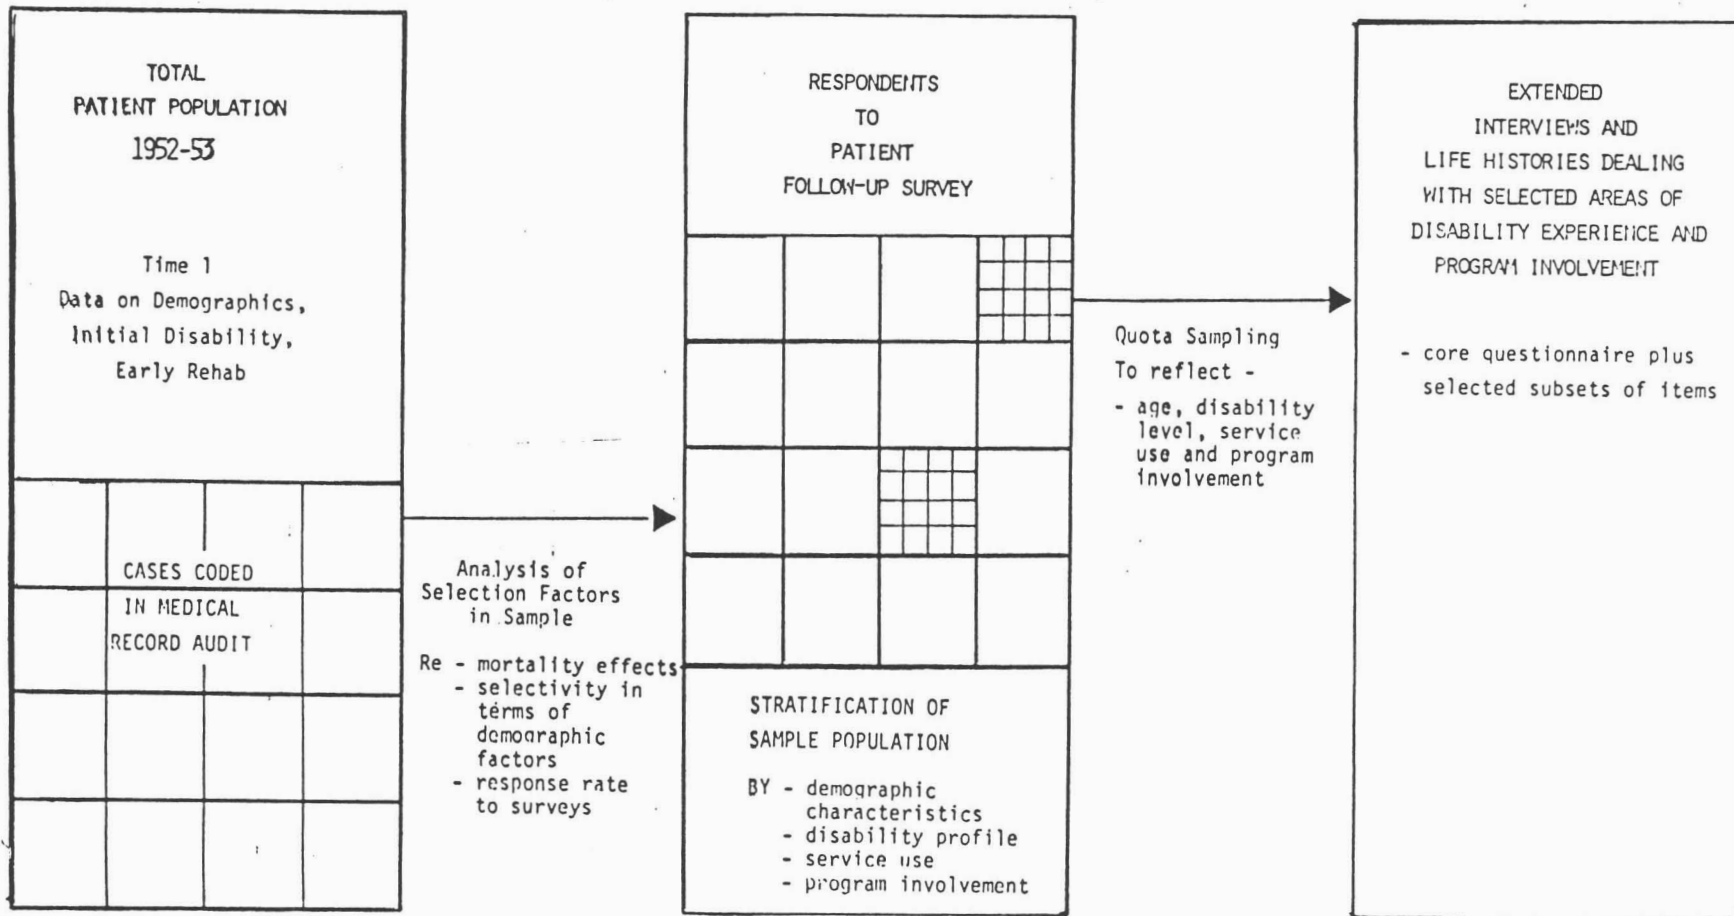 TOTAL
PATIENT POPULATION
1952-53
Time 1
Data on Demographics,
Initial Disability,
Early Rehab
CASES CODED
IN MEDICAL
RECORD AUDIT
Analysis of
Selection Factors
in Sample
Re - mortality effects
- selectivity in
terms of
demographic
factors
- response rate
to surveys
RESPONDENTS
TO
PATIENT
FOLLOW-UP SURVEY
STRATIFICATION OF
SAMPLE POPULATION
BY - demographic
characteristics
- disability profile
- service use
- program involvement
Quota Sampling
To reflect -
- age, disability
level, service
use and program
involvement
EXTENDED
INTERVIEWS AND
LIFE HISTORIES DEALING
WITH SELECTED AREAS OF
DISABILITY EXPERIENCE AND
PROGRAM INVOLVEMENT
- core questionnaire plus
selected subsets of items